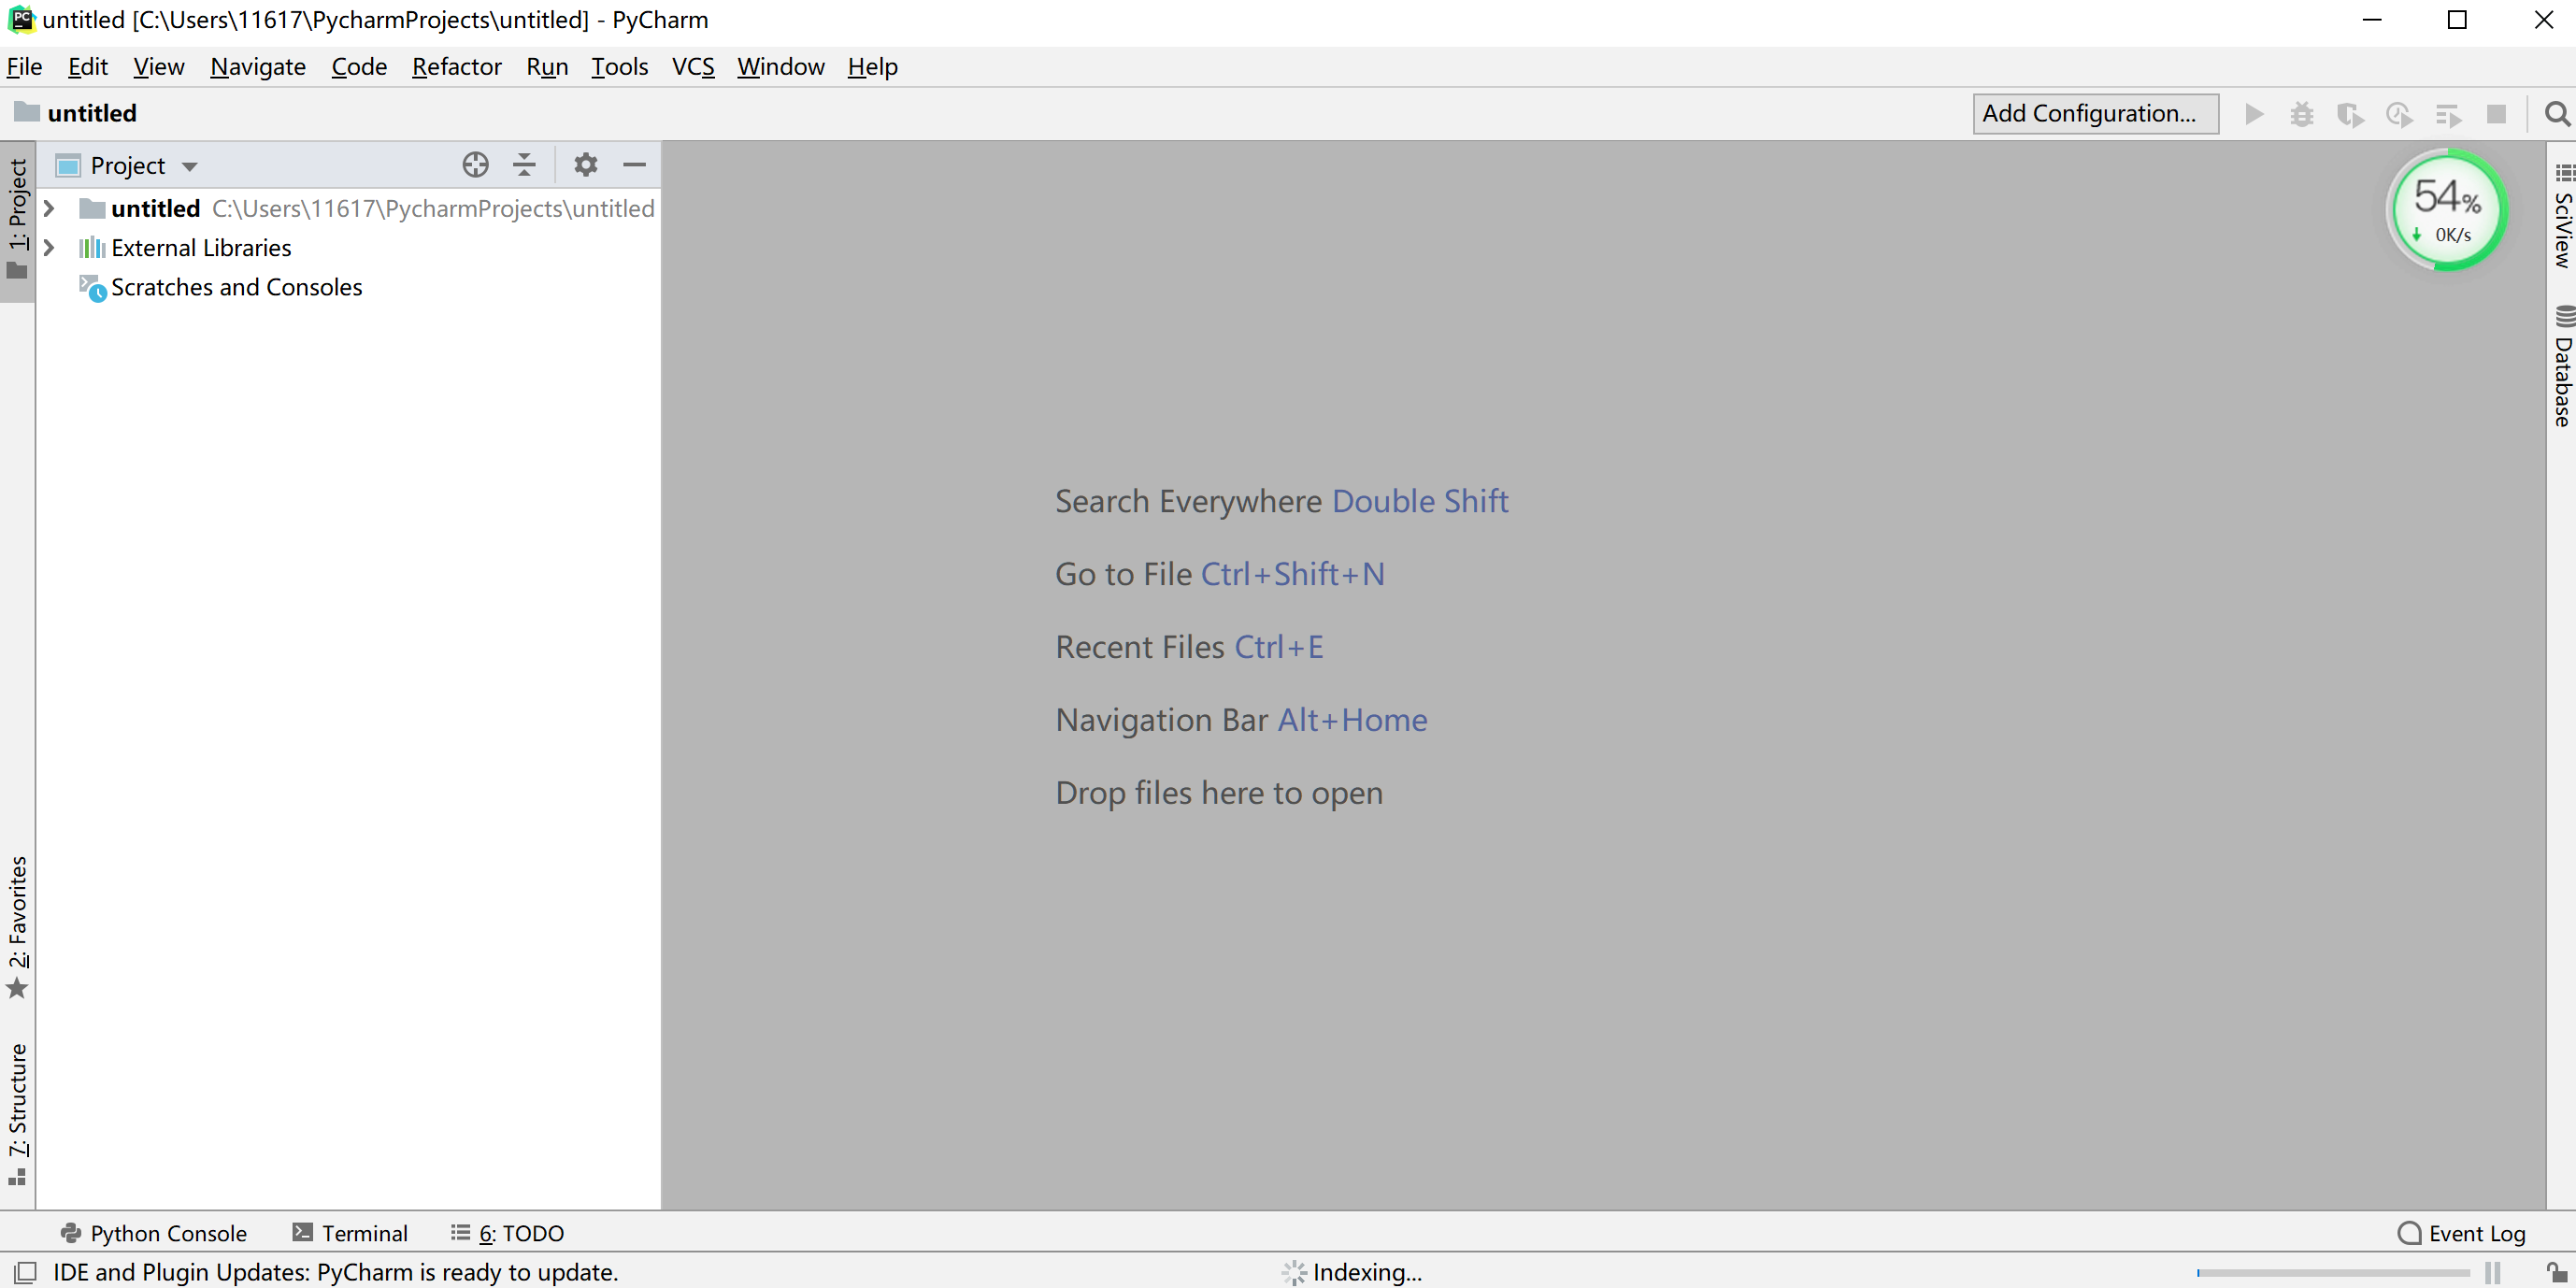 untitled [C:\Users\11617\PycharmProjects\untitled] - PyCharm
File Edit View Navigate Code Refactor Run Tools VCS Window Help
untitled
Add Configuration...
1: Project
Project
untitled C:\Users\11617\PycharmProjects\untitled
External Libraries
Scratches and Consoles
54%
0K/s
SciView
Database
Search Everywhere Double Shift
Go to File Ctrl+Shift+N
Recent Files Ctrl+E
Navigation Bar Alt+Home
Drop files here to open
2: Favorites
7: Structure
Python Console Terminal 6: TODO Event Log
IDE and Plugin Updates: PyCharm is ready to update. Indexing...